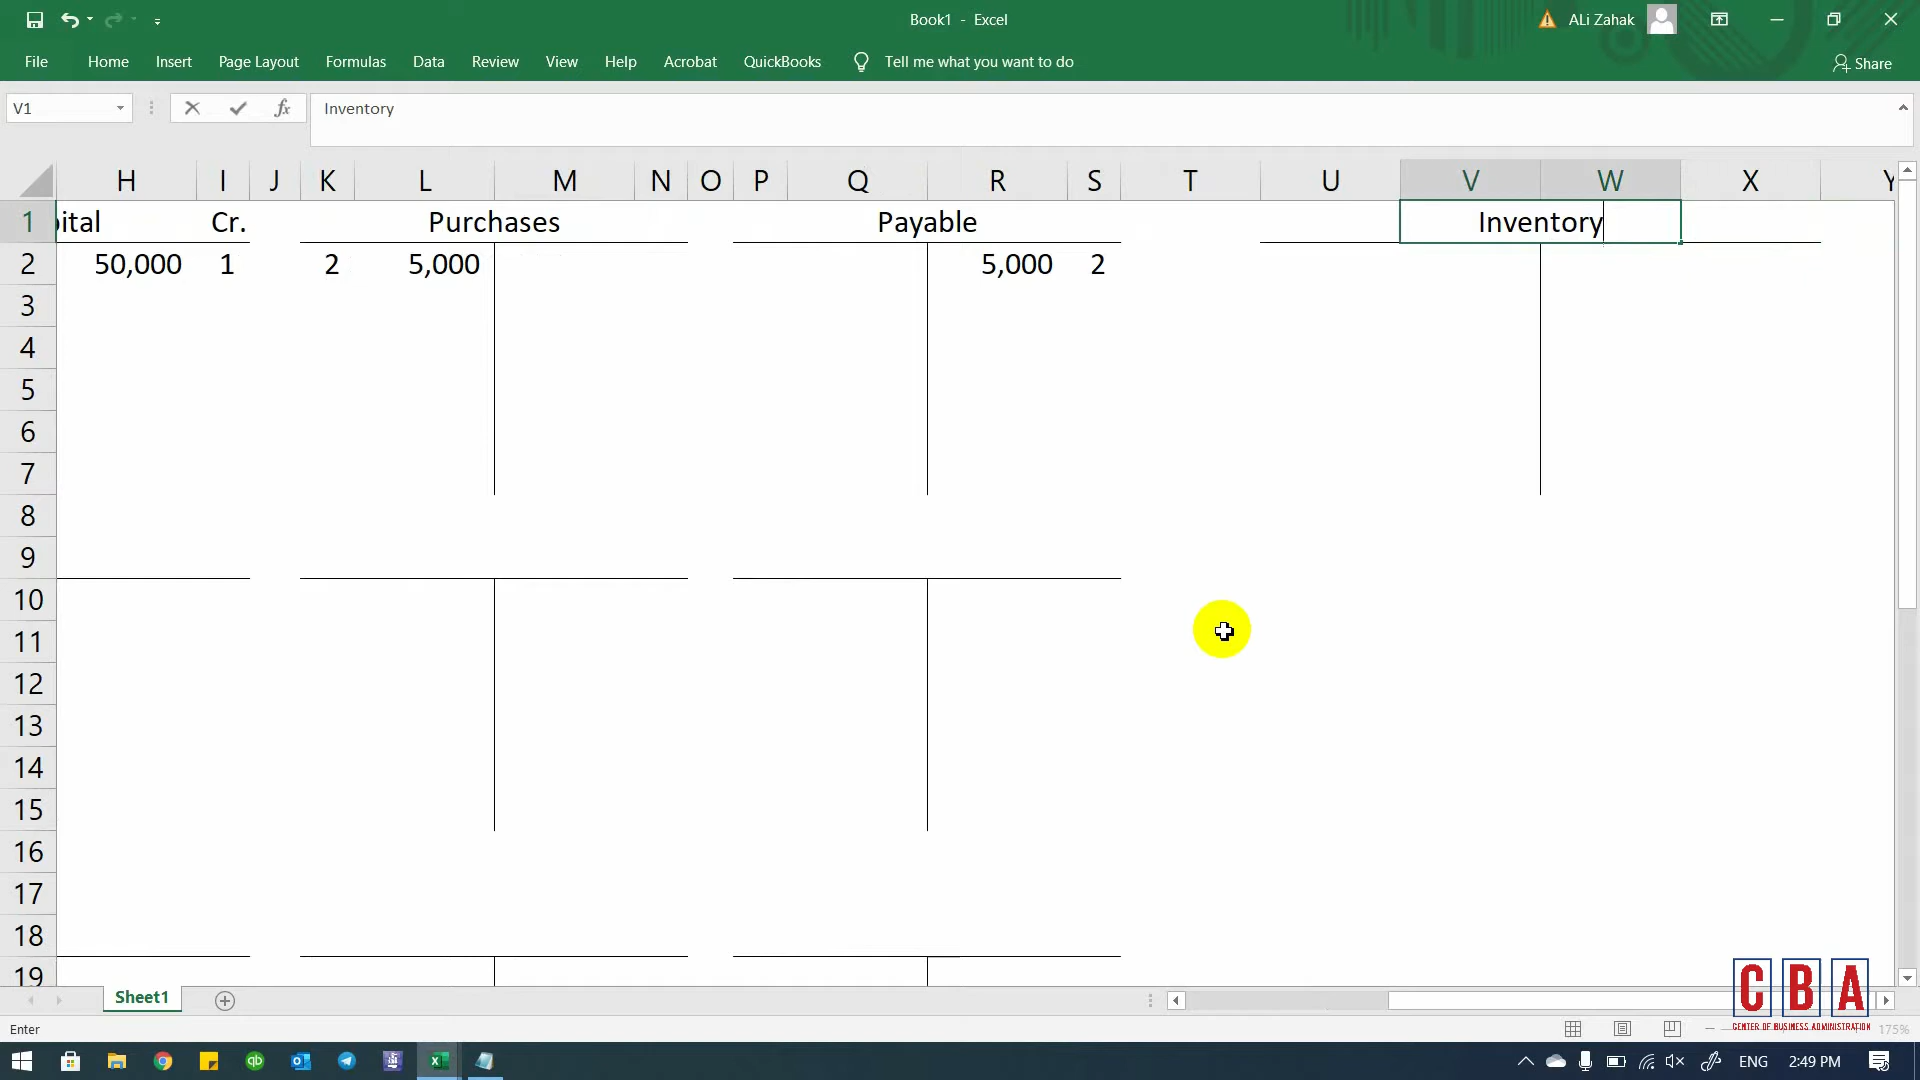 Book1 - Excel
ALi Zahak
File Home Insert Page Layout Formulas Data Review View Help Acrobat QuickBooks Tell me what you want to do Share
V1 fx Inventory
H I J K L M N O P Q R S T U V W X Y
1 pital Cr. Purchases Payable Inventory
2 50,000 1 2 5,000 5,000 2
3
4
5
6
7
8
9
10
11
12
13
14
15
16
17
18
19
Sheet1
CBA
CENTER OF BUSINESS ADMINISTRATION
Enter 175%
ENG 2:49 PM